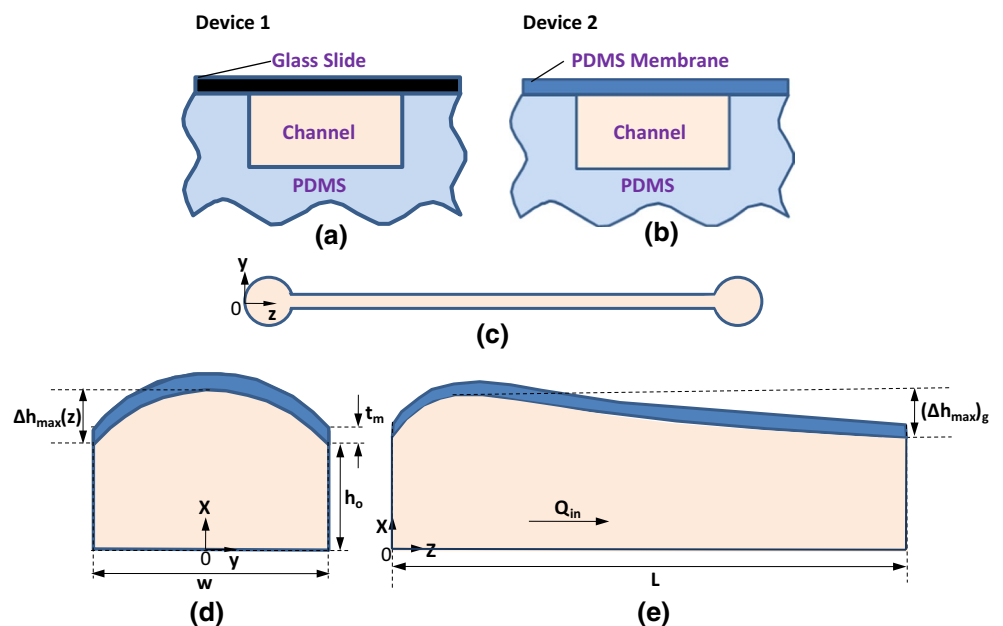 Device 1
Device 2
Glass Slide
PDMS Membrane
Channel
Channel
PDMS
PDMS
(a)
(b)
y
0
z
(c)
Δhmax(z)
tm
ho
X
0
y
w
(d)
(Δhmax)g
Qin
X
0
Z
L
(e)